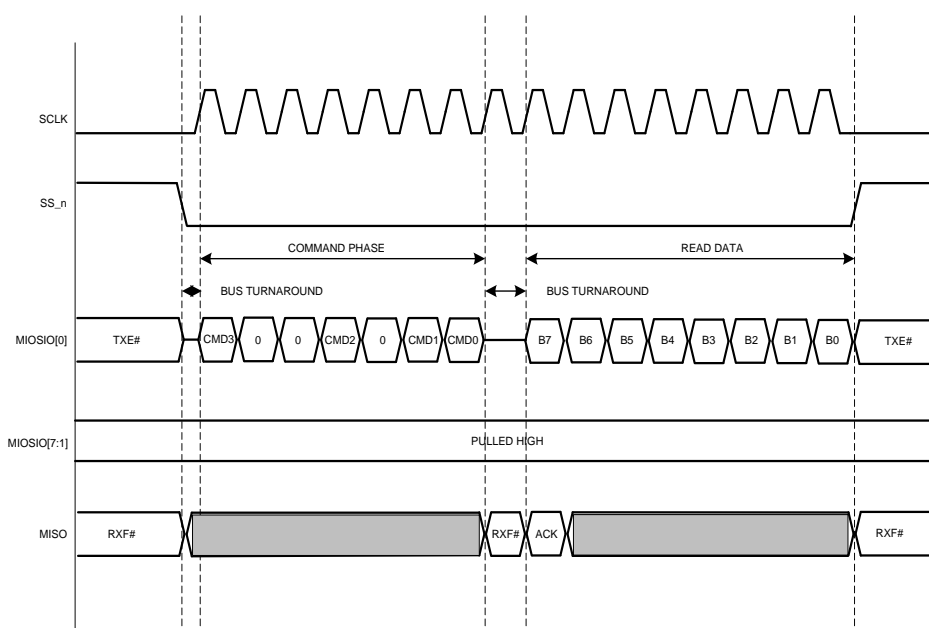 SCLK
SS_n
COMMAND PHASE READ DATA
BUS TURNAROUND BUS TURNAROUND
MIOSIO[0] TXE# CMD3 0 0 CMD2 0 CMD1 CMD0 B7 B6 B5 B4 B3 B2 B1 B0 TXE#
MIOSIO[7:1] PULLED HIGH
MISO RXF# RXF# ACK RXF#